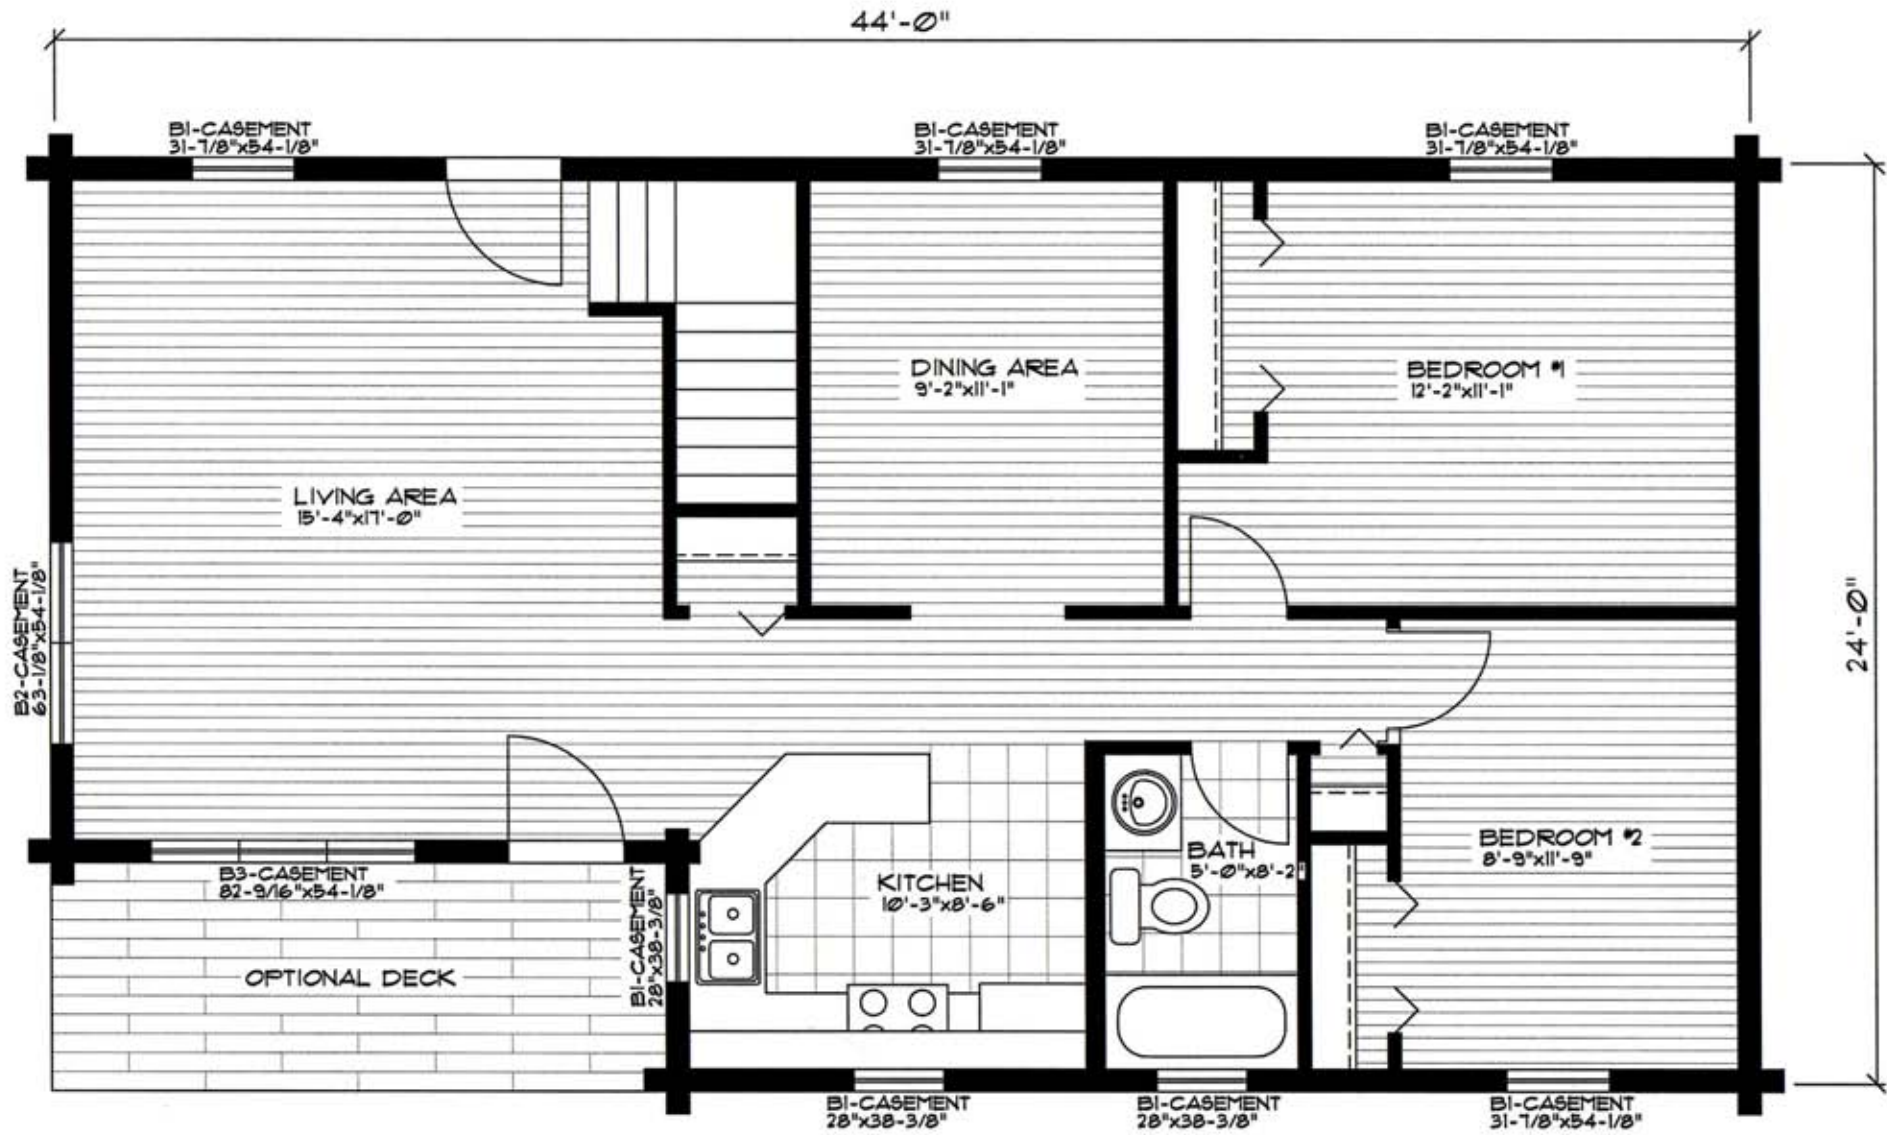 44'-0"
B1-CASEMENT
31-7/8"x54-1/8"
B1-CASEMENT
31-7/8"x54-1/8"
B1-CASEMENT
31-7/8"x54-1/8"
DINING AREA
9'-2"x11'-1"
BEDROOM #1
12'-2"x11'-1"
LIVING AREA
15'-4"x17'-0"
B2-CASEMENT
63-1/8"x54-1/8"
24'-0"
BEDROOM #2
8'-9"x11'-9"
BATH
5'-0"x8'-2"
KITCHEN
10'-3"x8'-6"
B3-CASEMENT
82-9/16"x54-1/8"
B1-CASEMENT
28"x38-3/8"
OPTIONAL DECK
B1-CASEMENT
28"x38-3/8"
B1-CASEMENT
28"x38-3/8"
B1-CASEMENT
31-7/8"x54-1/8"